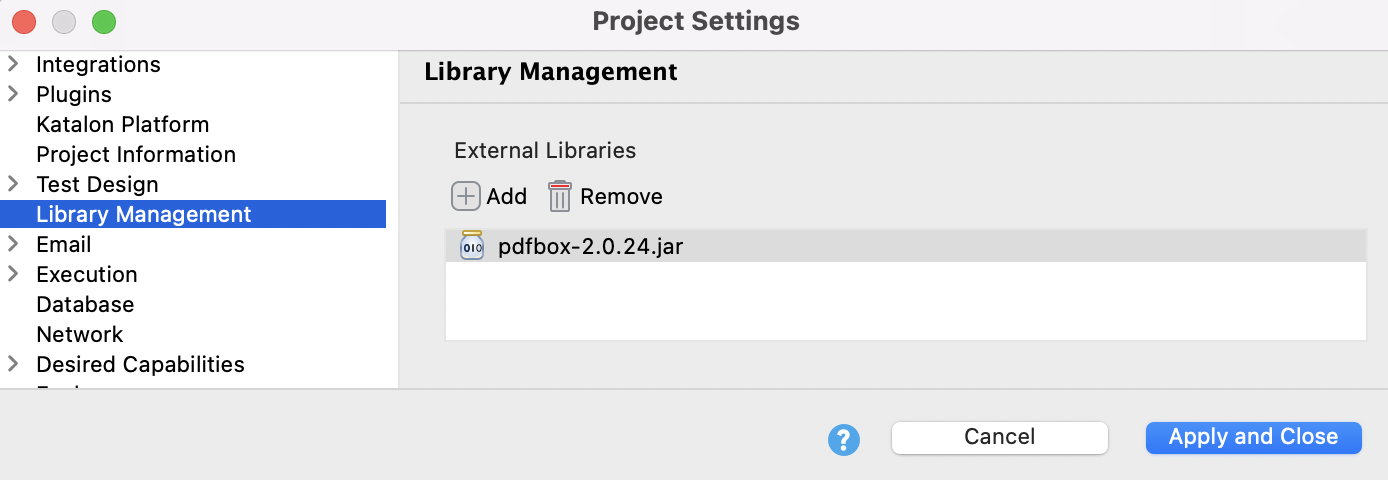 Project Settings
Integrations
Plugins
Katalon Platform
Project Information
Test Design
Library Management
Email
Execution
Database
Network
Desired Capabilities
Library Management
External Libraries
Add Remove
010 pdfbox-2.0.24.jar
?
Cancel
Apply and Close